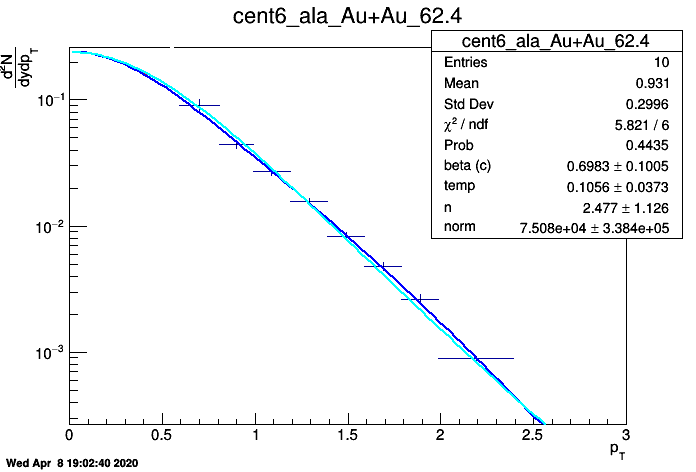 cent6_ala_Au+Au_62.4
cent6_ala_Au+Au_62.4
Entries 10
Mean 0.931
Std Dev 0.2996
χ² / ndf 5.821 / 6
Prob 0.4435
beta (c) 0.6983 ± 0.1005
temp 0.1056 ± 0.0373
n 2.477 ± 1.126
norm 7.508e+04 ± 3.384e+05
d²N
dydp_T
10⁻¹
10⁻²
10⁻³
0 0.5 1 1.5 2 2.5 3
p_T
Wed Apr 8 19:02:40 2020